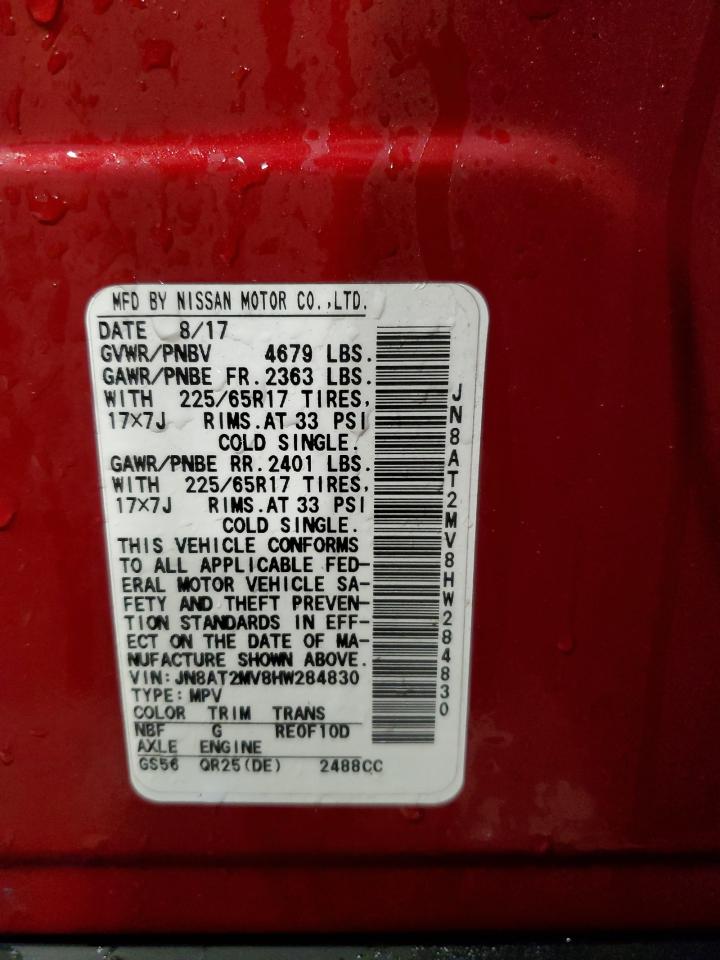 MFD BY NISSAN MOTOR CO.,LTD.
DATE 8/17
GVWR/PNBV 4679 LBS.
GAWR/PNBE FR.2363 LBS.
WITH 225/65R17 TIRES,
17×7J RIMS.AT 33 PSI
COLD SINGLE.
GAWR/PNBE RR.2401 LBS.
WITH 225/65R17 TIRES,
17×7J RIMS.AT 33 PSI
COLD SINGLE.
THIS VEHICLE CONFORMS
TO ALL APPLICABLE FED-
ERAL MOTOR VEHICLE SA-
FETY AND THEFT PREVEN-
TION STANDARDS IN EFF-
ECT ON THE DATE OF MA-
NUFACTURE SHOWN ABOVE.
VIN:JN8AT2MV8HW284830
TYPE:MPV
COLOR TRIM TRANS
NBF G RE0F10D
AXLE ENGINE
GS56 QR25(DE) 2488CC
JN8AT2MV8HW284830